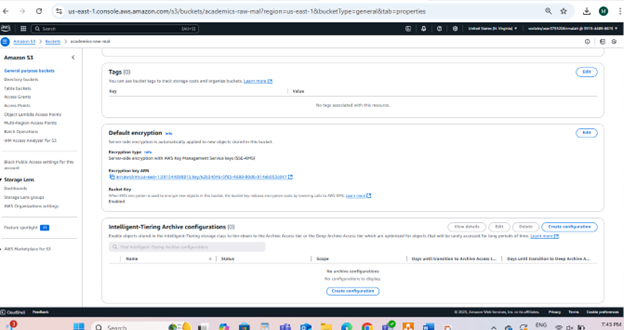 us-east-1.console.aws.amazon.com/s3/buckets/academics-raw-mal?region=us-east-1&bucketType=general&tab=properties
aws
Search
[Alt+S]
United States (N. Virginia)
Amazon S3 > Buckets > academics-raw-mal
Amazon S3
General purpose buckets
Directory buckets
Table buckets
Access Grants
Access Points
Object Lambda Access Points
Multi-Region Access Points
Batch Operations
IAM Access Analyzer for S3
Block Public Access settings for this account
Storage Lens
Dashboards
Storage Lens groups
AWS Organizations settings
Feature spotlight
AWS Marketplace for S3
Tags (0)
Edit
You can use bucket tags to track storage costs and organize buckets. Learn more
Key
Value
No tags associated with this resource.
Default encryption Info
Edit
Server-side encryption is automatically applied to new objects stored in this bucket.
Encryption type Info
Server-side encryption with AWS Key Management Service keys (SSE-KMS)
Encryption key ARN
Bucket Key
When KMS encryption is used to encrypt new objects in this bucket, the bucket key reduces encryption costs by lowering calls to AWS KMS. Learn more
Enabled
Intelligent-Tiering Archive configurations (0)
View details
Edit
Delete
Create configuration
Enable objects stored in the Intelligent-Tiering storage class to tier-down to the Archive Access tier or the Deep Archive Access tier which are optimized for objects that will be rarely accessed for long periods of time. Learn more
Find Intelligent-Tiering Archive configurations
Name
Status
Scope
Days until transition to Archive Access t...
Days until transition to Deep Archive A...
No archive configurations
No configurations to display.
Create configuration
CloudShell
Feedback
© 2025, Amazon Web Services, Inc. or its affiliates.
Privacy
Terms
Cookie preferences
Search
ENG
7:43 PM